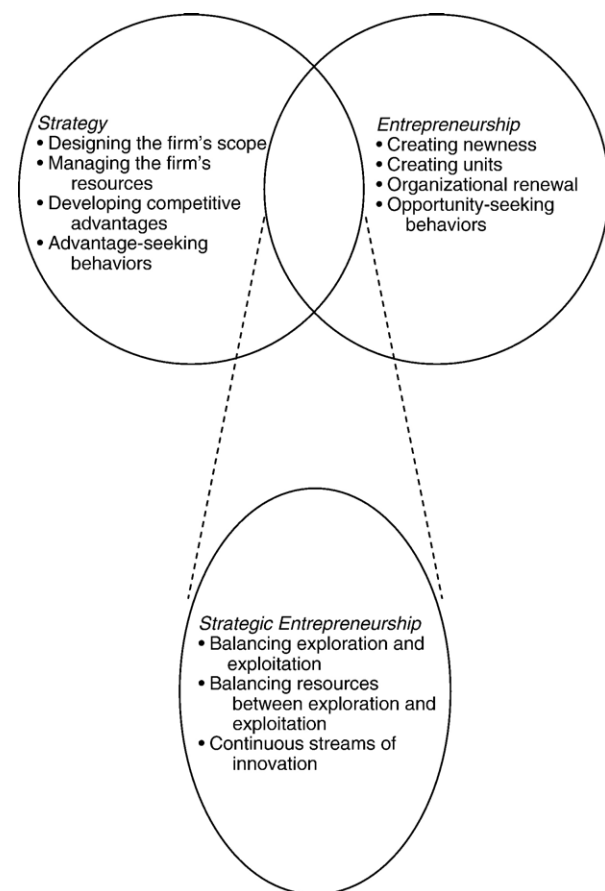 Strategy
• Designing the firm's scope
• Managing the firm's
resources
• Developing competitive
advantages
• Advantage-seeking
behaviors
Entrepreneurship
• Creating newness
• Creating units
• Organizational renewal
• Opportunity-seeking
behaviors
Strategic Entrepreneurship
• Balancing exploration and
exploitation
• Balancing resources
between exploration and
exploitation
• Continuous streams of
innovation